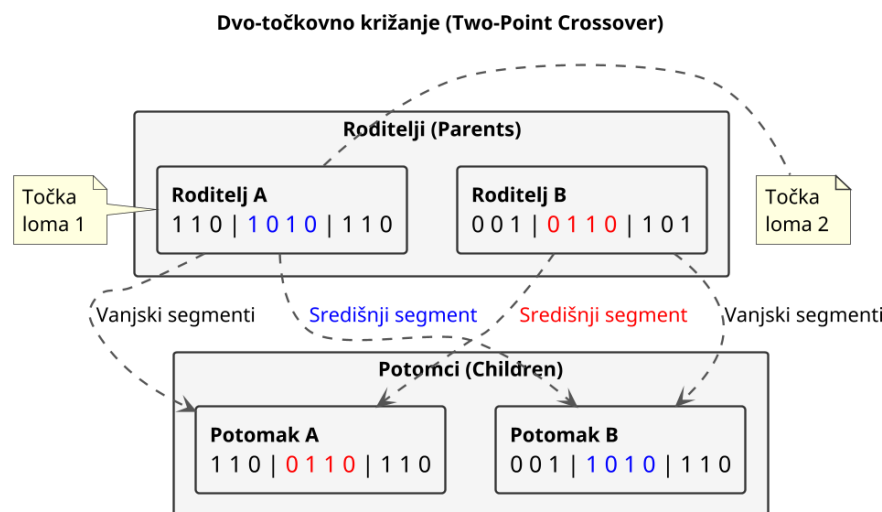 Dvo-točkovno križanje (Two-Point Crossover)
Roditelji (Parents)
Točka
loma 1
Roditelj A
1 1 0 | 1 0 1 0 | 1 1 0
Roditelj B
0 0 1 | 0 1 1 0 | 1 0 1
Točka
loma 2
Vanjski segmenti
Središnji segment
Središnji segment
Vanjski segmenti
Potomci (Children)
Potomak A
1 1 0 | 0 1 1 0 | 1 1 0
Potomak B
0 0 1 | 1 0 1 0 | 1 1 0